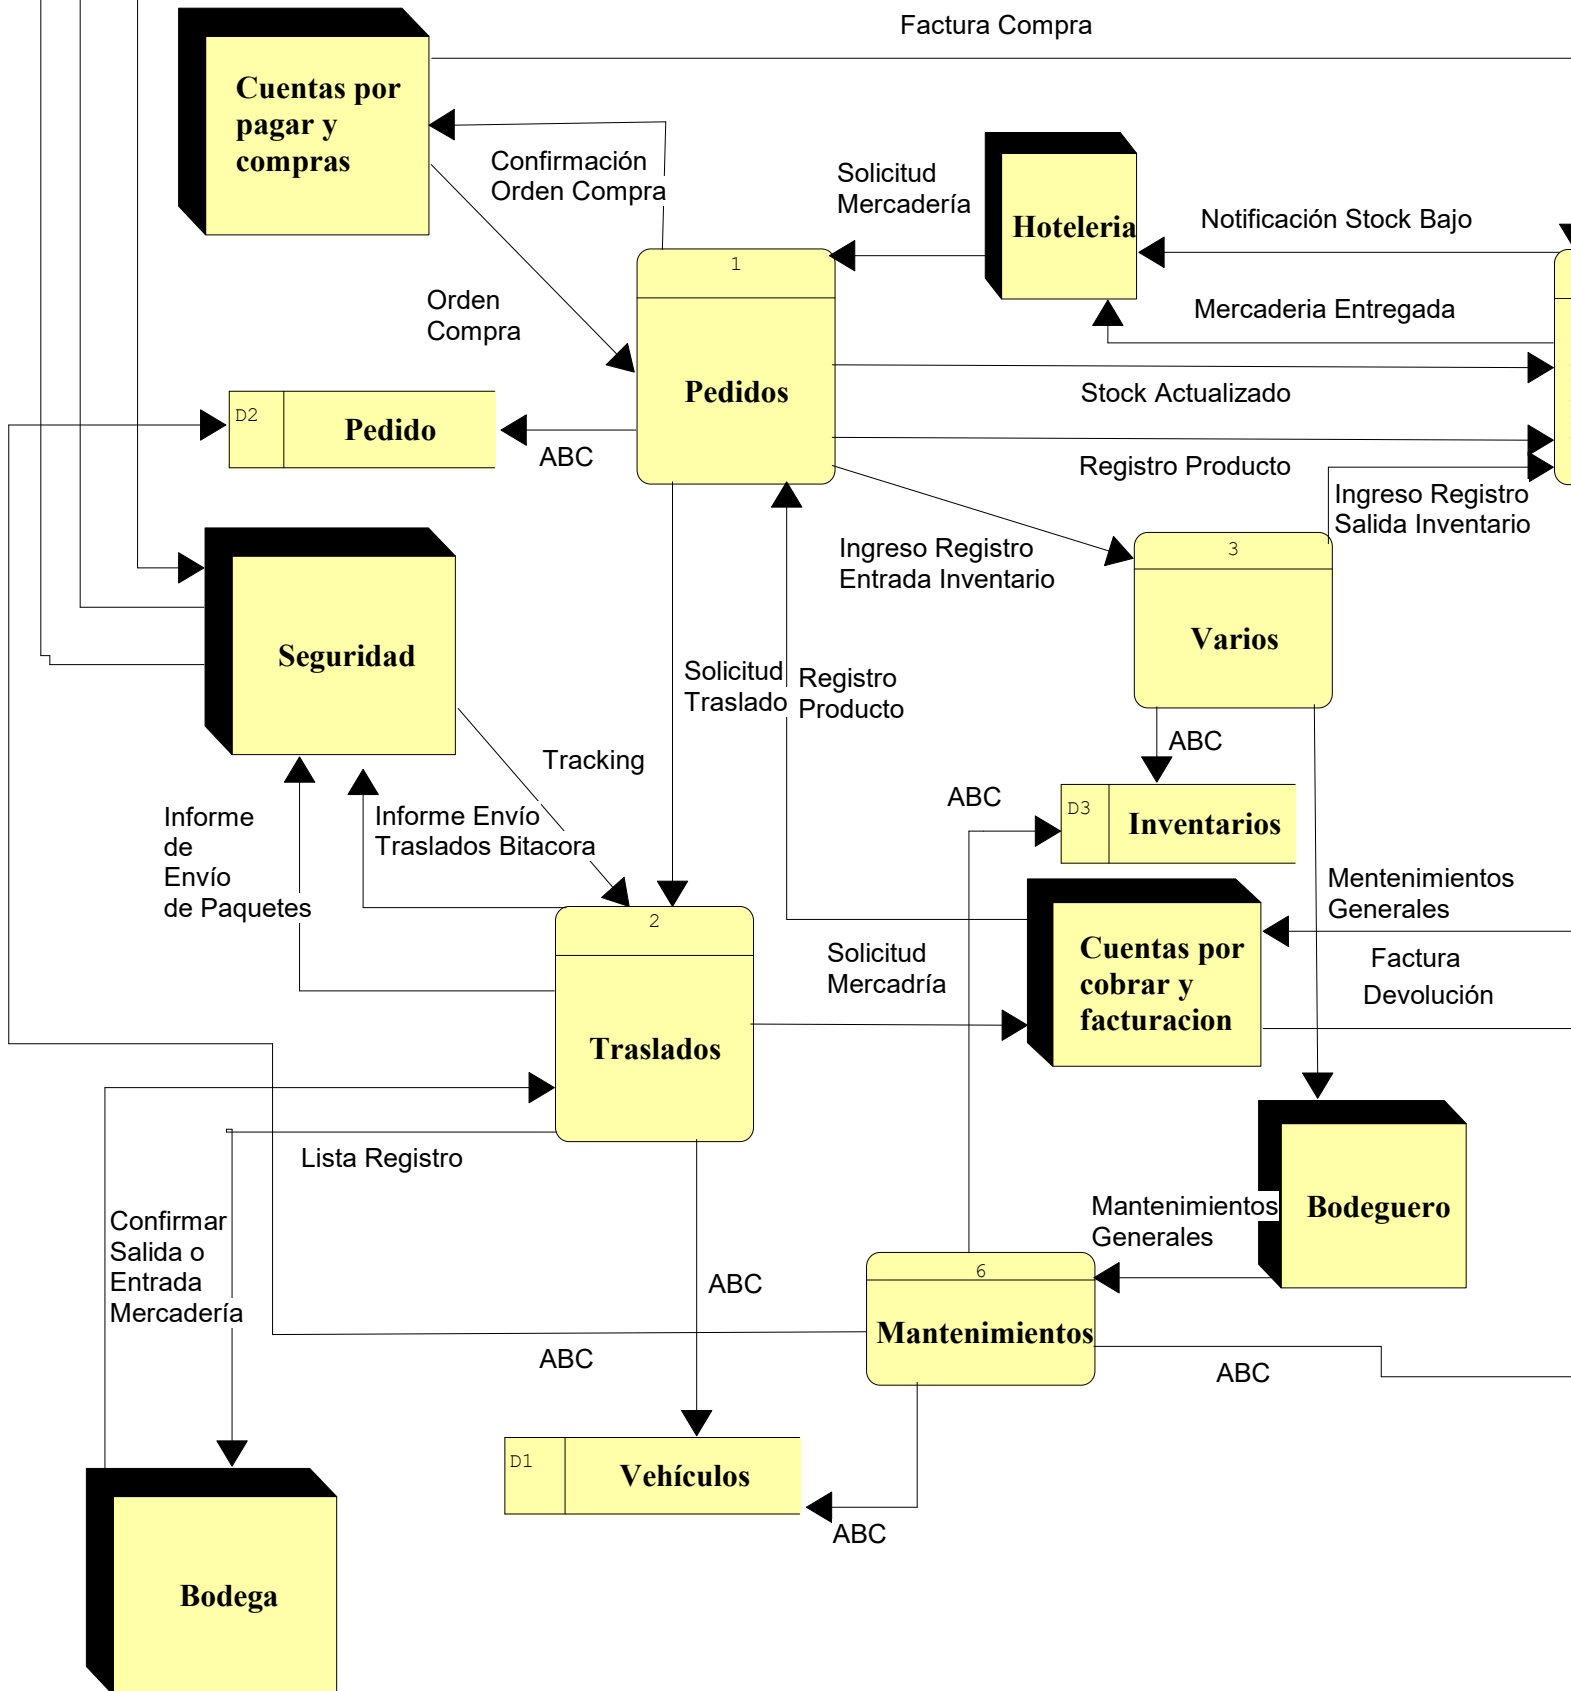 Factura Compra
Cuentas por
pagar y
compras
Confirmación
Orden Compra
Solicitud
Mercadería
Hoteleria
Notificación Stock Bajo
1
Orden
Compra
Mercaderia Entregada
Pedidos
Stock Actualizado
D2
Pedido
ABC
Registro Producto
Ingreso Registro
Salida Inventario
Ingreso Registro
Entrada Inventario
3
Varios
Seguridad
Solicitud
Traslado
Registro
Producto
ABC
Tracking
Informe
de
Envío
de Paquetes
Informe Envío
Traslados Bitacora
ABC
D3
Inventarios
Mentenimientos
Generales
2
Solicitud
Mercadría
Cuentas por
cobrar y
facturacion
Factura
Devolución
Traslados
Lista Registro
Confirmar
Salida o
Entrada
Mercadería
Mantenimientos
Generales
Bodeguero
ABC
6
Mantenimientos
ABC
ABC
D1
Vehículos
ABC
Bodega